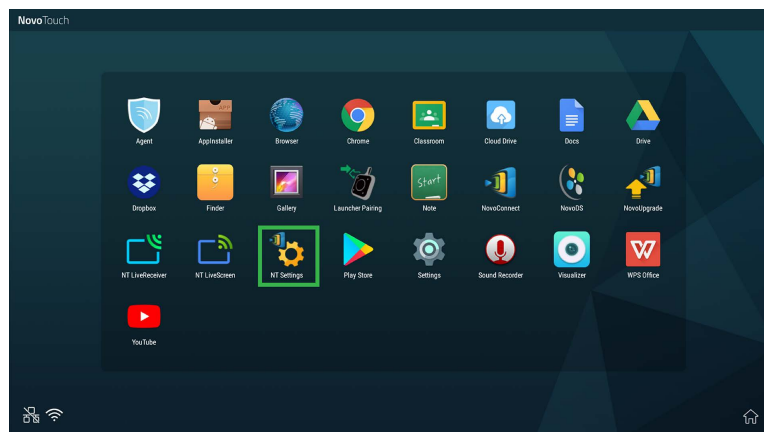 NovoTouch
Agent AppInstaller Browser Chrome Classroom Cloud Drive Docs Drive
Dropbox Finder Gallery Launcher Pairing Start Note NovoConnect NovoDS NovoUpgrade
NT LiveReceiver NT LiveScreen NT Settings Play Store Settings Sound Recorder Visualizer WPS Office
YouTube